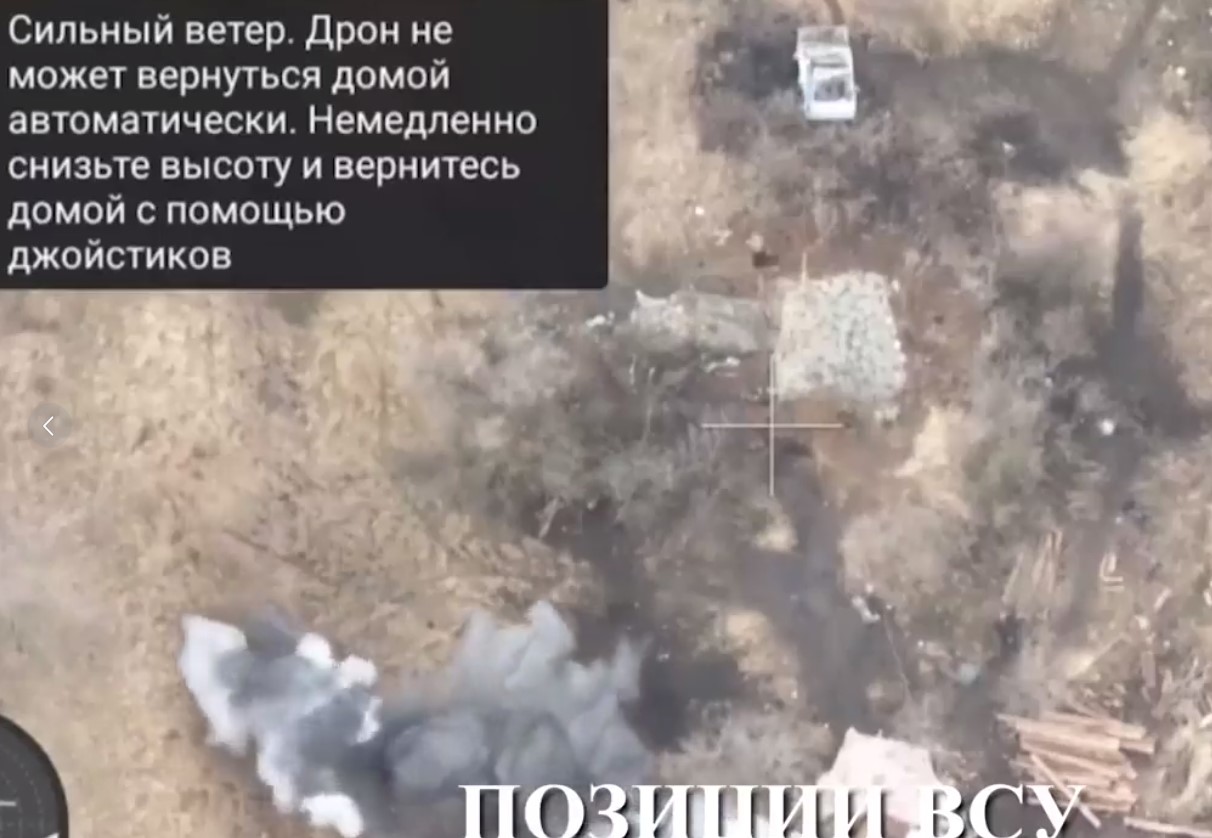 Сильный ветер. Дрон не
может вернуться домой
автоматически. Немедленно
снизьте высоту и вернитесь
домой с помощью
джойстиков
ПОЗИЦИИ ВСУ